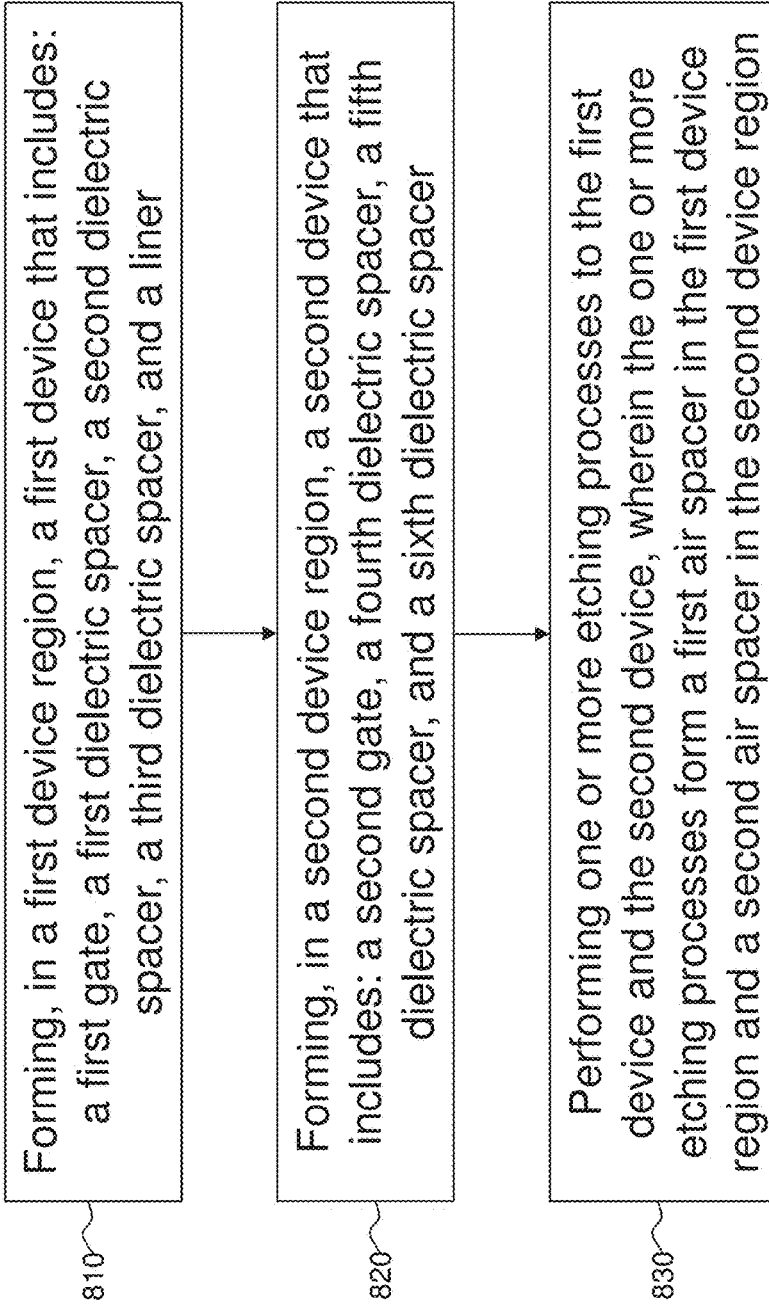 810
Forming, in a first device region, a first device that includes:
a first gate, a first dielectric spacer, a second dielectric
spacer, a third dielectric spacer, and a liner
820
Forming, in a second device region, a second device that
includes: a second gate, a fourth dielectric spacer, a fifth
dielectric spacer, and a sixth dielectric spacer
830
Performing one or more etching processes to the first
device and the second device, wherein the one or more
etching processes form a first air spacer in the first device
region and a second air spacer in the second device region